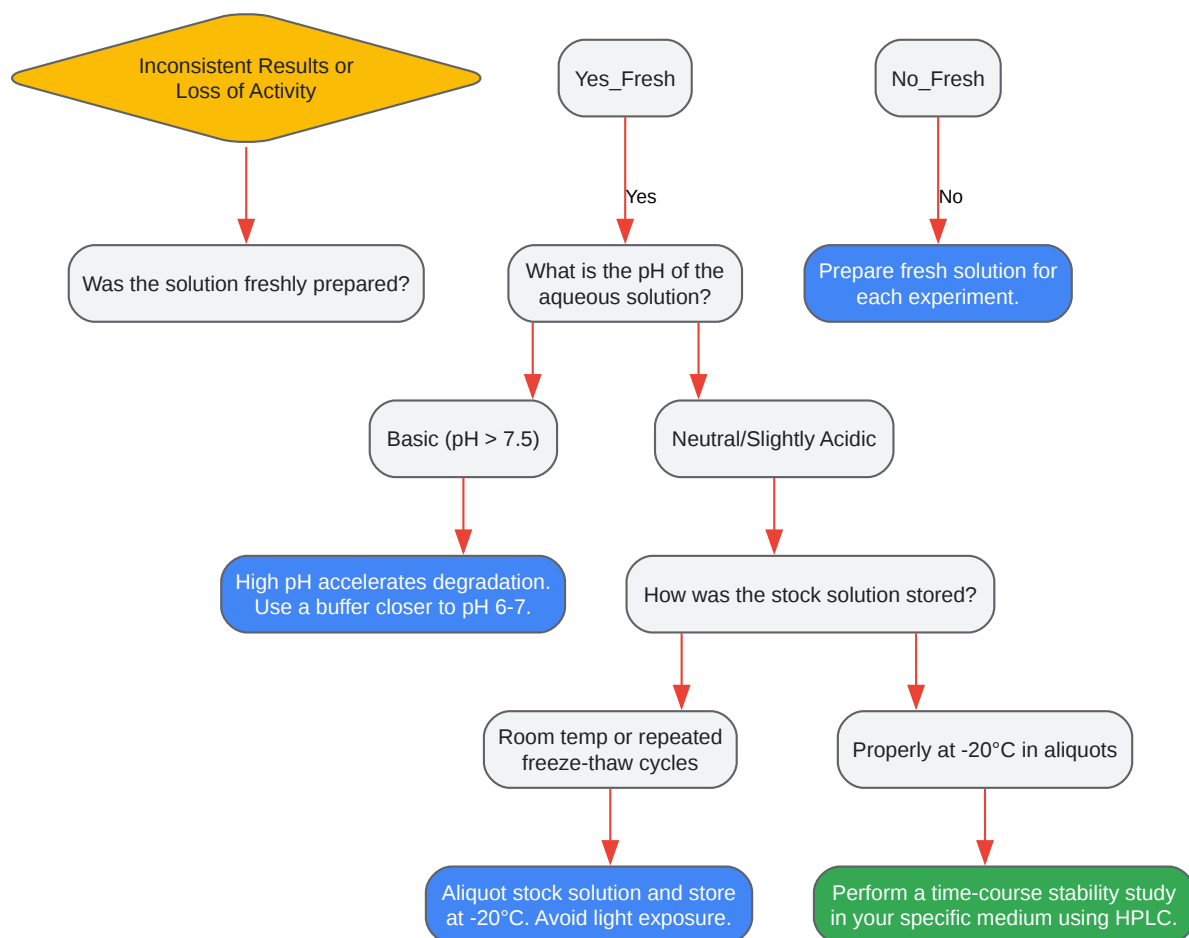 Inconsistent Results or
Loss of Activity
Yes_Fresh
No_Fresh
Yes
No
Was the solution freshly prepared?
What is the pH of the
aqueous solution?
Prepare fresh solution for
each experiment.
Basic (pH > 7.5)
Neutral/Slightly Acidic
High pH accelerates degradation.
Use a buffer closer to pH 6-7.
How was the stock solution stored?
Room temp or repeated
freeze-thaw cycles
Properly at -20°C in aliquots
Aliquot stock solution and store
at -20°C. Avoid light exposure.
Perform a time-course stability study
in your specific medium using HPLC.